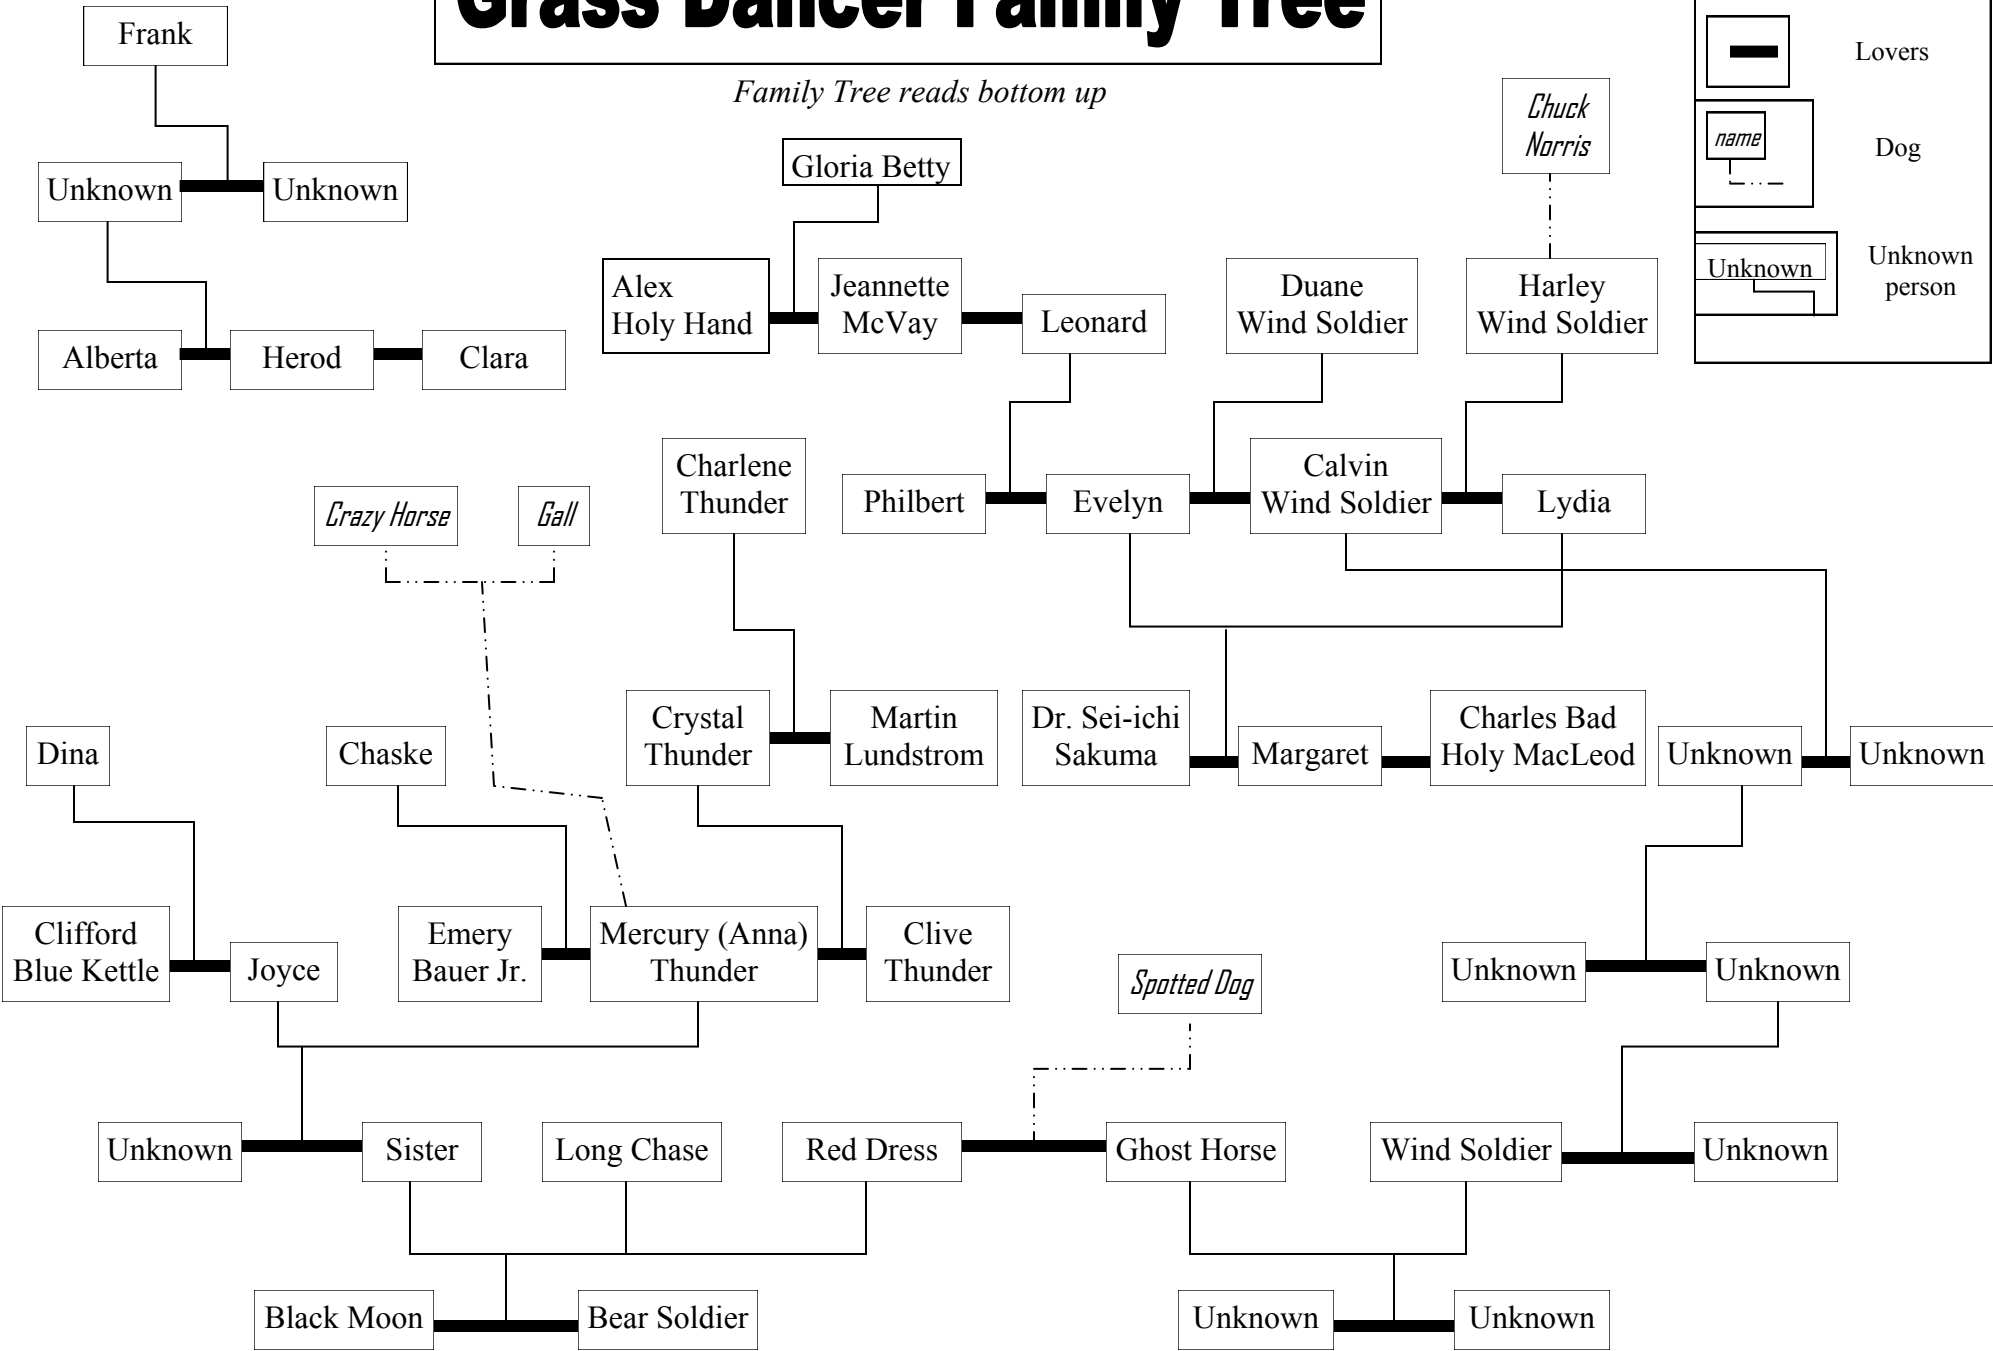 Grass Dancer Family Tree
Family Tree reads bottom up
Lovers
name
Dog
Unknown
Unknown
person
Frank
Unknown
Unknown
Alberta
Herod
Clara
Gloria Betty
Chuck
Norris
Alex
Holy Hand
Jeannette
McVay
Leonard
Duane
Wind Soldier
Harley
Wind Soldier
Charlene
Thunder
Philbert
Evelyn
Calvin
Wind Soldier
Lydia
Crazy Horse
Gall
Dina
Chaske
Crystal
Thunder
Martin
Lundstrom
Dr. Sei-ichi
Sakuma
Margaret
Charles Bad
Holy MacLeod
Unknown
Unknown
Clifford
Blue Kettle
Joyce
Emery
Bauer Jr.
Mercury (Anna)
Thunder
Clive
Thunder
Spotted Dog
Unknown
Unknown
Unknown
Sister
Long Chase
Red Dress
Ghost Horse
Wind Soldier
Unknown
Black Moon
Bear Soldier
Unknown
Unknown